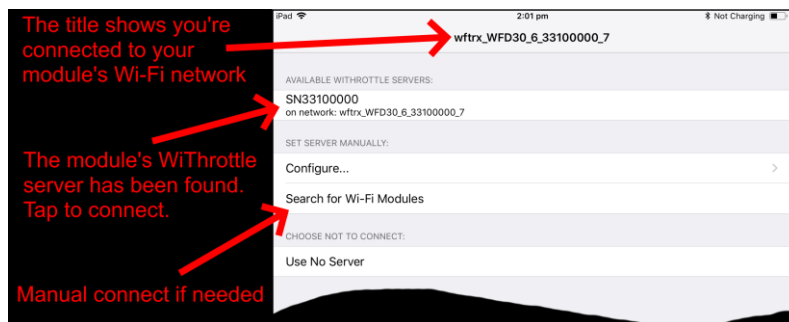 The title shows you're
connected to your
module's Wi-Fi network
The module's WiThrottle
server has been found.
Tap to connect.
Manual connect if needed
iPad 2:01 pm Not Charging
wftrx_WFD30_6_33100000_7
AVAILABLE WITHROTTLE SERVERS:
SN33100000
on network: wftrx_WFD30_6_33100000_7
SET SERVER MANUALLY:
Configure...
Search for Wi-Fi Modules
CHOOSE NOT TO CONNECT:
Use No Server